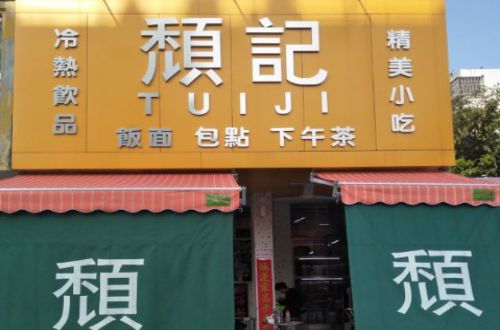 冷熱飲品
頹記
TUIJI
飯面 包點 下午茶
精美小吃
頹
頹